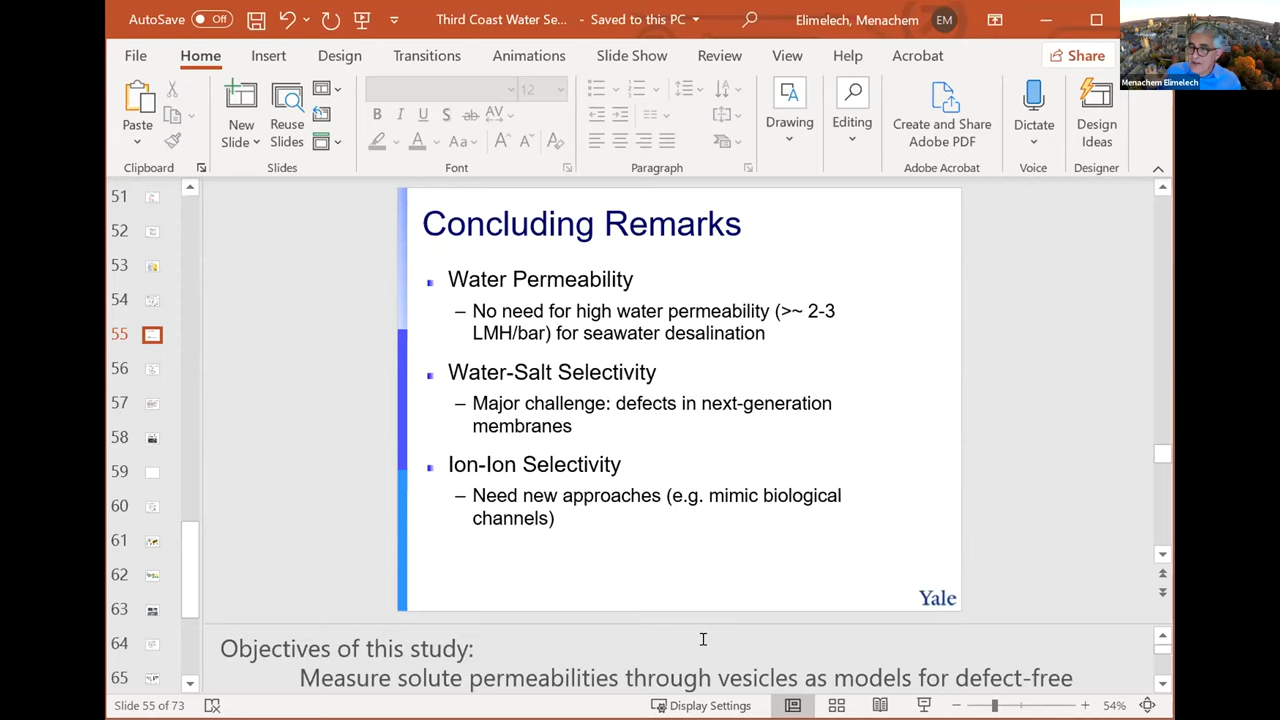 AutoSave Off Third Coast Water Se... - Saved to this PC Elimelech, Menachem EM
File Home Insert Design Transitions Animations Slide Show Review View Help Acrobat Share
Menachem Elimelech
12
B I U S ab AV
Aa A A A
Paste New Slide Reuse Slides Drawing Editing Create and Share Adobe PDF Dictate Design Ideas
Clipboard Slides Font Paragraph Adobe Acrobat Voice Designer
51
52
53
54
55
56
57
58
59
60
61
62
63
64
65
Concluding Remarks
Water Permeability
– No need for high water permeability (>~ 2-3
LMH/bar) for seawater desalination
Water-Salt Selectivity
– Major challenge: defects in next-generation
membranes
Ion-Ion Selectivity
– Need new approaches (e.g. mimic biological
channels)
Yale
Objectives of this study:
Measure solute permeabilities through vesicles as models for defect-free
Slide 55 of 73 Display Settings 54%